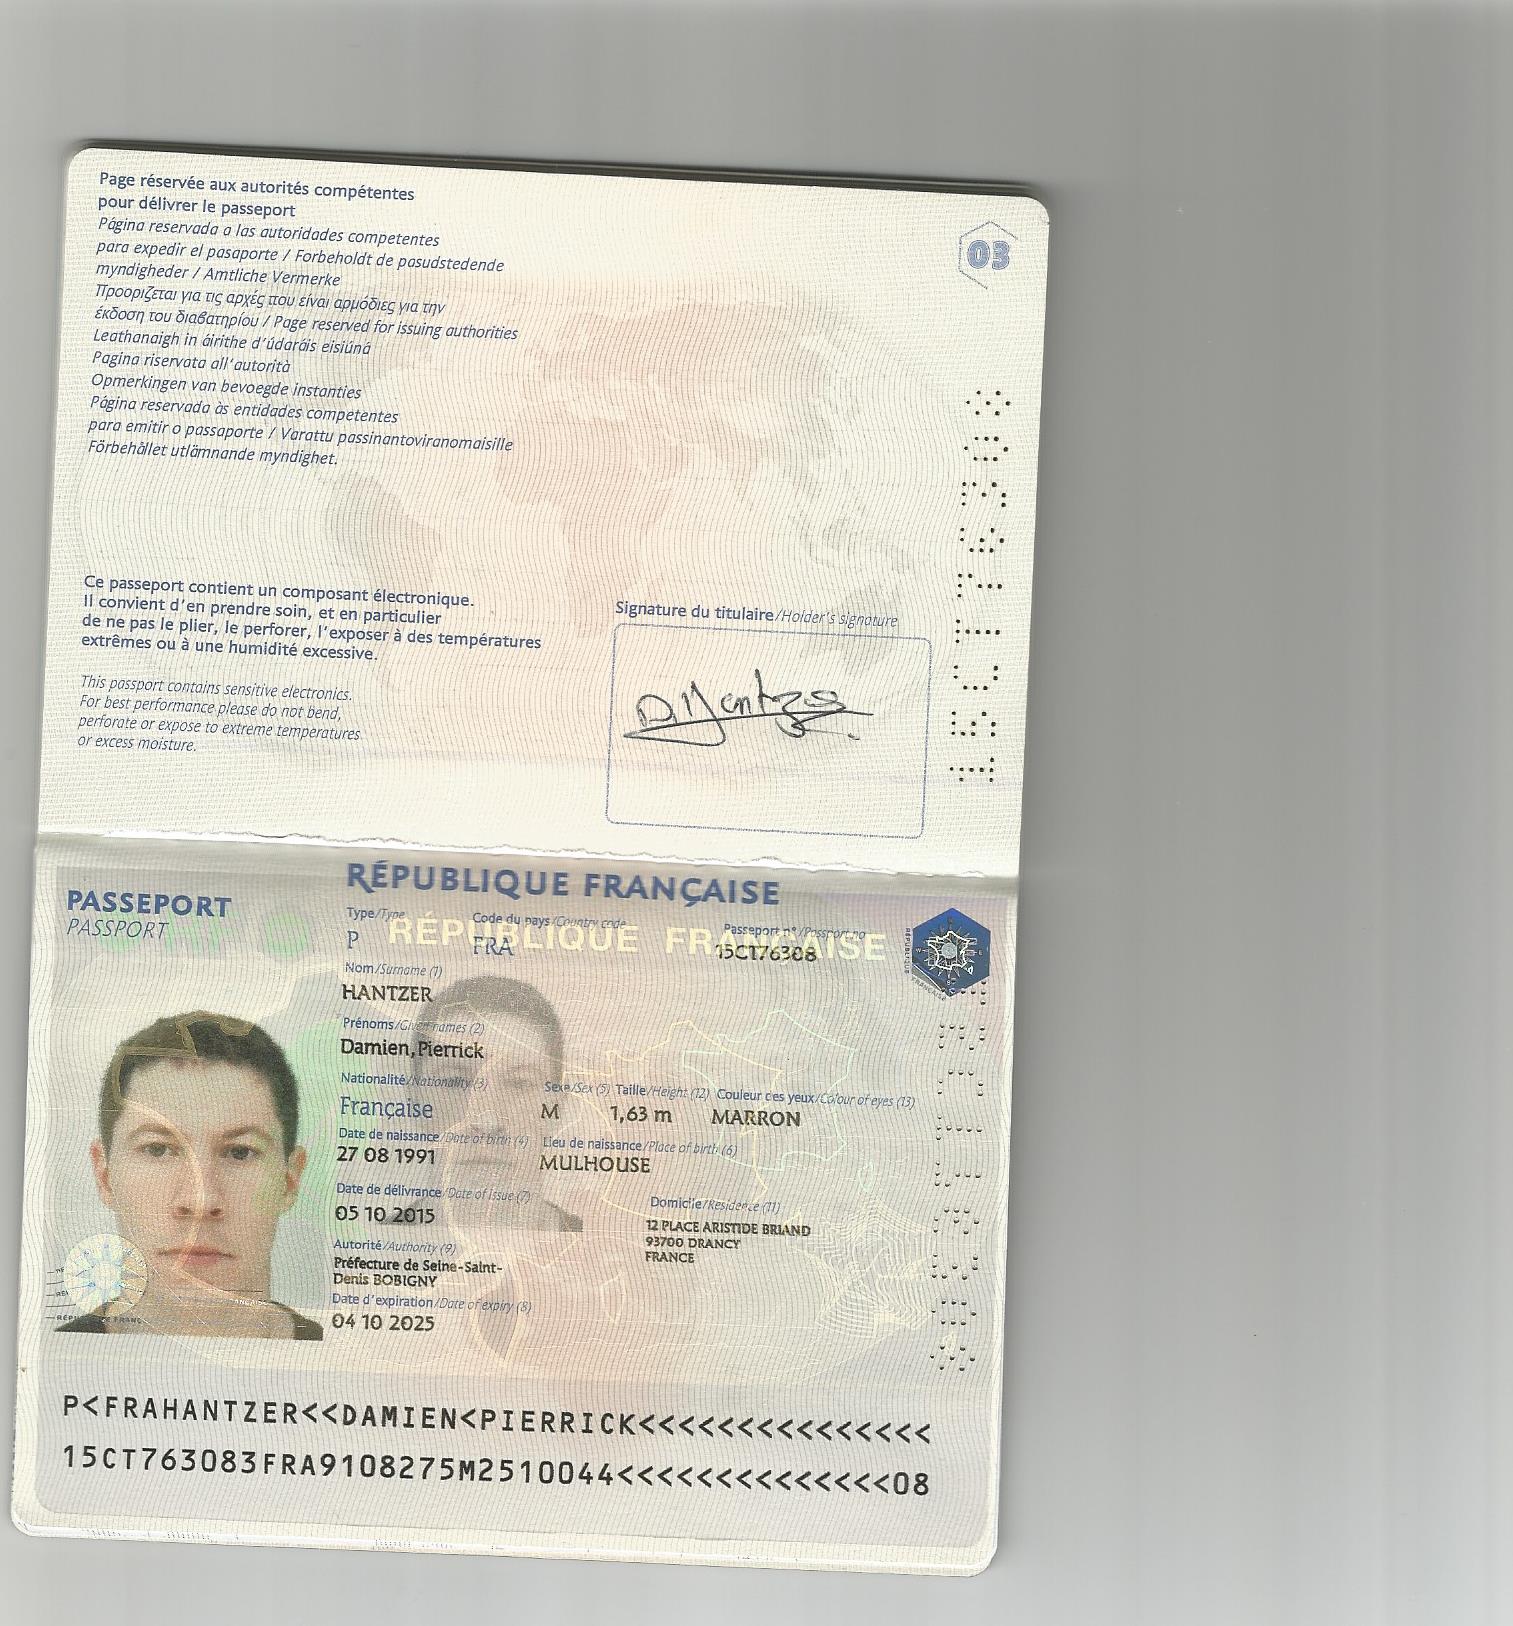 Page réservée aux autorités compétentes
pour délivrer le passeport
Página reservada a las autoridades competentes
para expedir el pasaporte / Forbeholdt de pasudstedende
myndigheder / Amtliche Vermerke
Προορίζεται για τις αρχές που είναι αρμόδιες για την
έκδοση του διαβατηρίου / Page reserved for issuing authorities
Leathanaigh in áirithe d'údaráis eisiúná
Pagina riservata all'autorità
Opmerkingen van bevoegde instanties
Página reservada às entidades competentes
para emitir o passaporte / Varattu passinantoviranomaisille
Förbehållet utlämnande myndighet.
03
15CT76308
Ce passeport contient un composant électronique.
Il convient d'en prendre soin, et en particulier
de ne pas le plier, le perforer, l'exposer à des températures
extrêmes ou à une humidité excessive.
This passport contains sensitive electronics.
For best performance please do not bend,
perforate or expose to extreme temperatures
or excess moisture.
Signature du titulaire/Holder's signature
D. Hantzer
RÉPUBLIQUE FRANÇAISE
PASSEPORT
PASSPORT
RÉPUBLIQUE FRANÇAISE
Type/Type Code du pays/Country code Passeport n°/Passport no
P FRA 15CT76308
Nom/Surname (1)
HANTZER
Prénoms/Given names (2)
Damien,Pierrick
Nationalité/Nationality (3) Sexe/Sex (5) Taille/Height (12) Couleur des yeux/Colour of eyes (13)
Française M 1,63 m MARRON
Date de naissance/Date of birth (4) Lieu de naissance/Place of birth (6)
27 08 1991 MULHOUSE
Date de délivrance/Date of issue (7) Domicile/Residence (11)
05 10 2015 12 PLACE ARISTIDE BRIAND
93700 DRANCY
FRANCE
Autorité/Authority (9)
Préfecture de Seine-Saint-
Denis BOBIGNY
Date d'expiration/Date of expiry (8)
04 10 2025
P<FRAHANTZER<<DAMIEN<PIERRICK<<<<<<<<<<<<<<<
15CT763083FRA9108275M2510044<<<<<<<<<<<<<<08